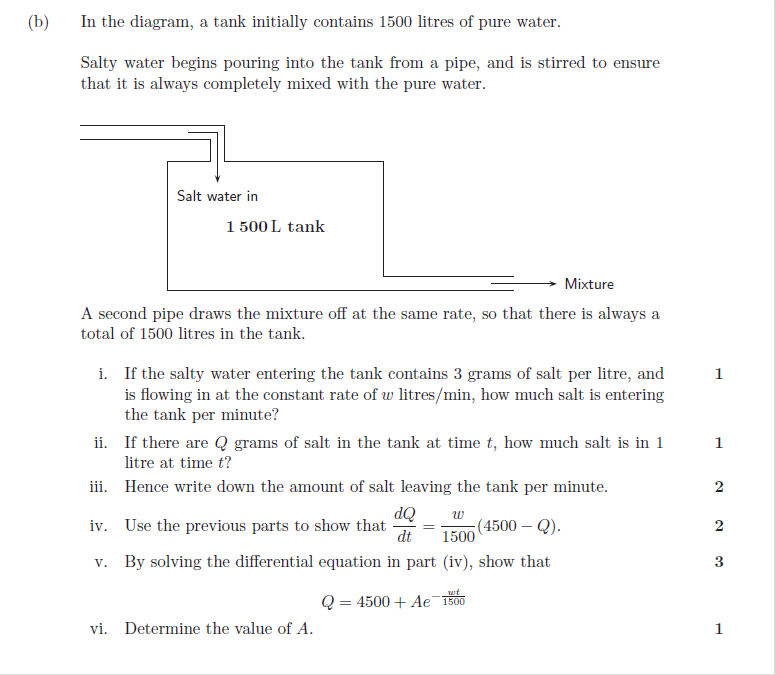 (b) In the diagram, a tank initially contains 1500 litres of pure water.
Salty water begins pouring into the tank from a pipe, and is stirred to ensure
that it is always completely mixed with the pure water.
Salt water in
1 500 L tank
Mixture
A second pipe draws the mixture off at the same rate, so that there is always a
total of 1500 litres in the tank.
i. If the salty water entering the tank contains 3 grams of salt per litre, and 1
is flowing in at the constant rate of w litres/min, how much salt is entering
the tank per minute?
ii. If there are Q grams of salt in the tank at time t, how much salt is in 1 1
litre at time t?
iii. Hence write down the amount of salt leaving the tank per minute. 2
iv. Use the previous parts to show that dQ/dt = w/1500 (4500 − Q). 2
v. By solving the differential equation in part (iv), show that 3
Q = 4500 + Ae^(−wt/1500)
vi. Determine the value of A. 1